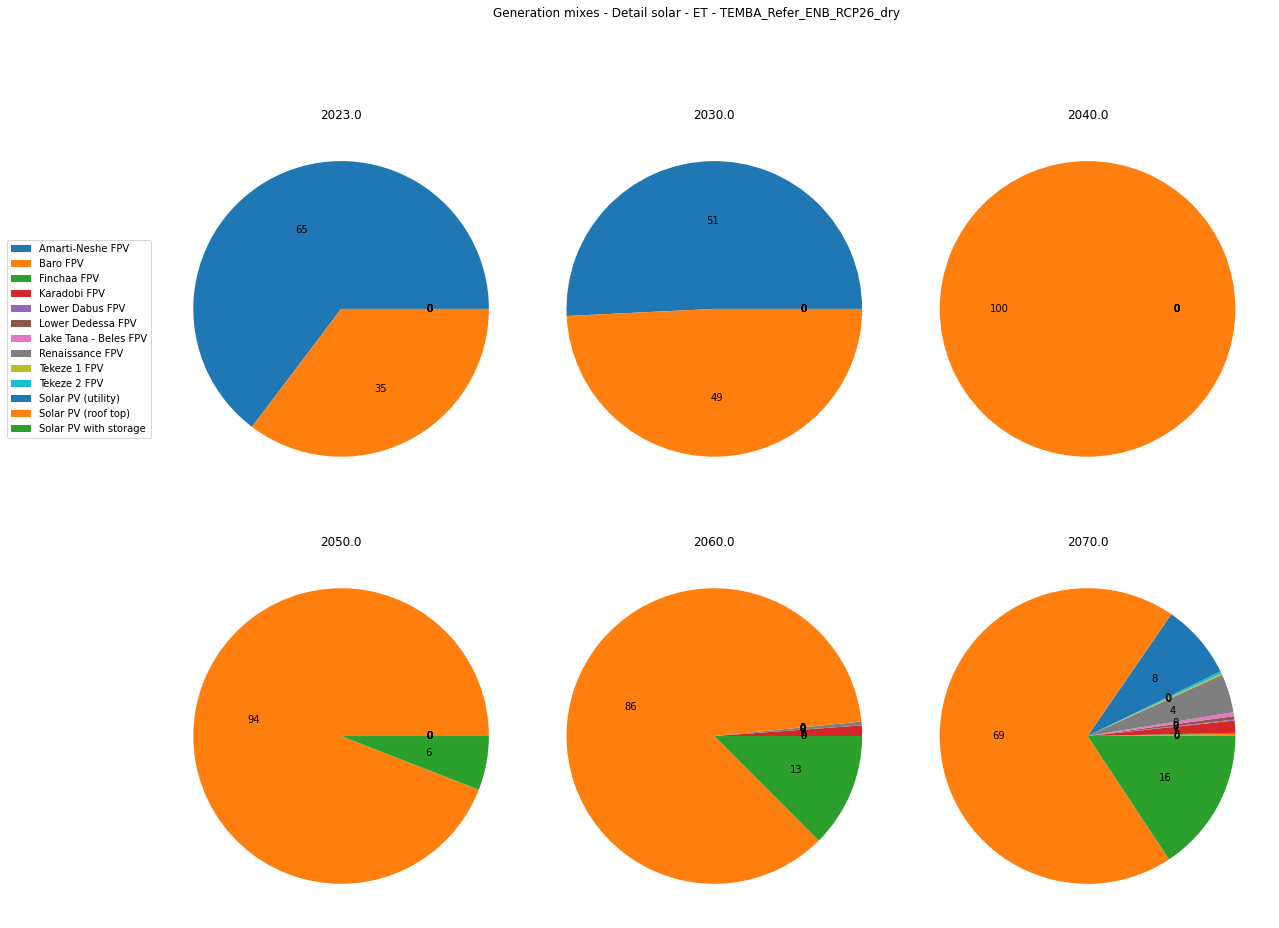 Generation mixes - Detail solar - ET - TEMBA_Refer_ENB_RCP26_dry
2023.0
2030.0
2040.0
65
0
35
51
0
49
100
0
Amarti-Neshe FPV
Baro FPV
Finchaa FPV
Karadobi FPV
Lower Dabus FPV
Lower Dedessa FPV
Lake Tana - Beles FPV
Renaissance FPV
Tekeze 1 FPV
Tekeze 2 FPV
Solar PV (utility)
Solar PV (roof top)
Solar PV with storage
2050.0
2060.0
2070.0
94
0
6
86
0
13
69
8
0
4
0
16